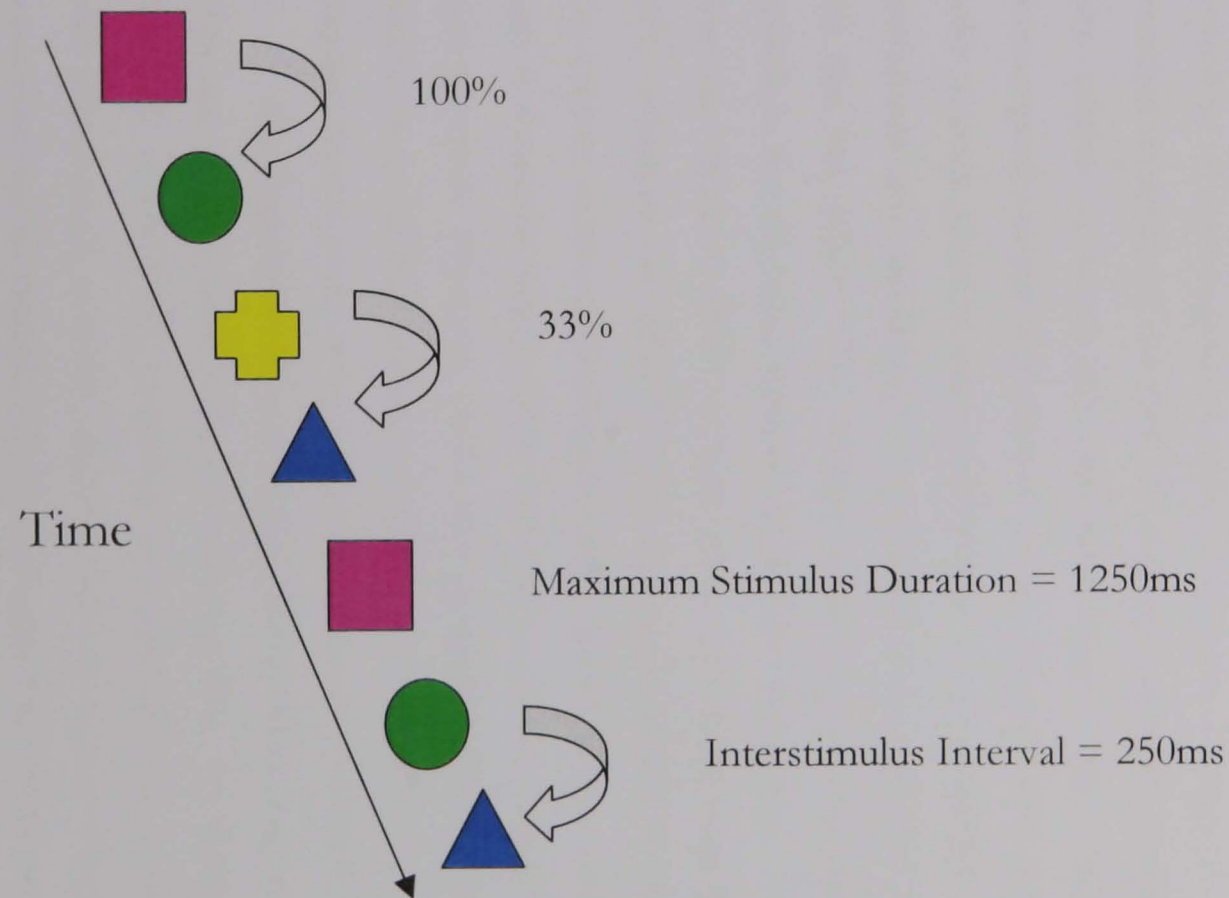 100%
33%
Time
Maximum Stimulus Duration = 1250ms
Interstimulus Interval = 250ms